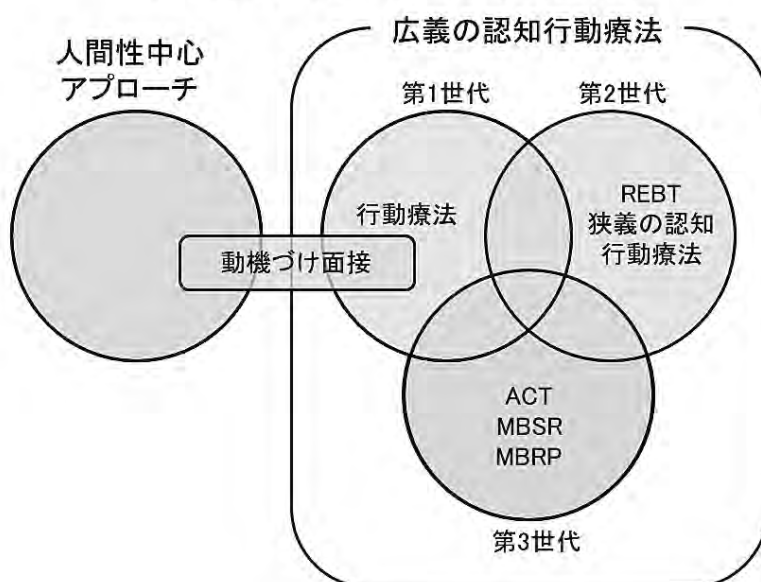 人間性中心
アプローチ
広義の認知行動療法
第1世代
第2世代
行動療法
REBT
狭義の認知
行動療法
動機づけ面接
ACT
MBSR
MBRP
第3世代